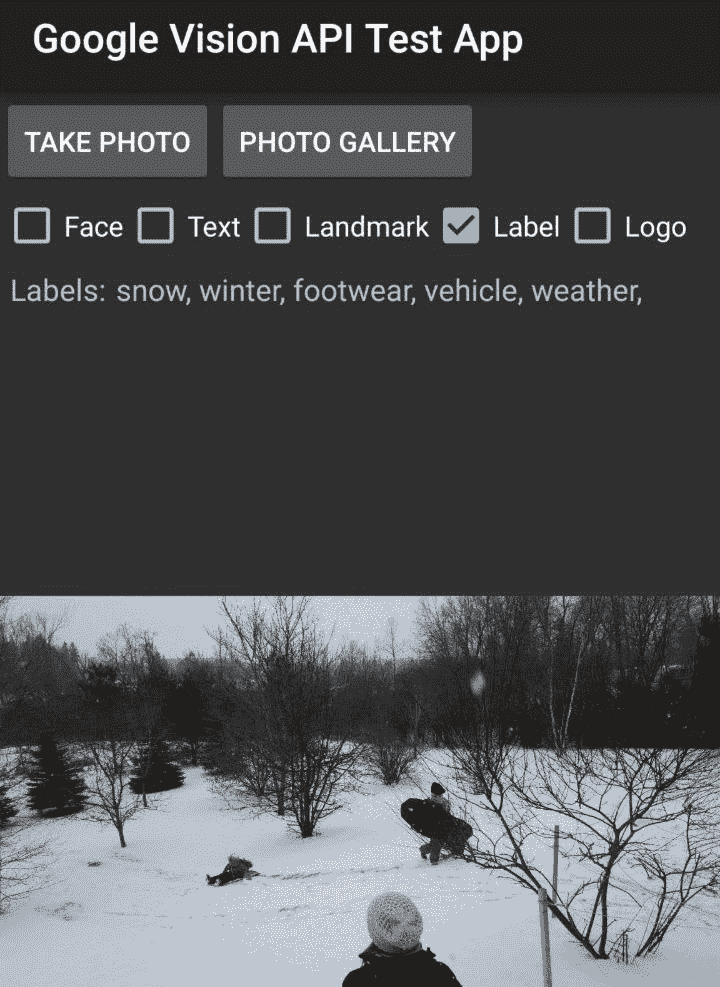 Google Vision API Test App
TAKE PHOTO PHOTO GALLERY
Face Text Landmark Label Logo
Labels: snow, winter, footwear, vehicle, weather,